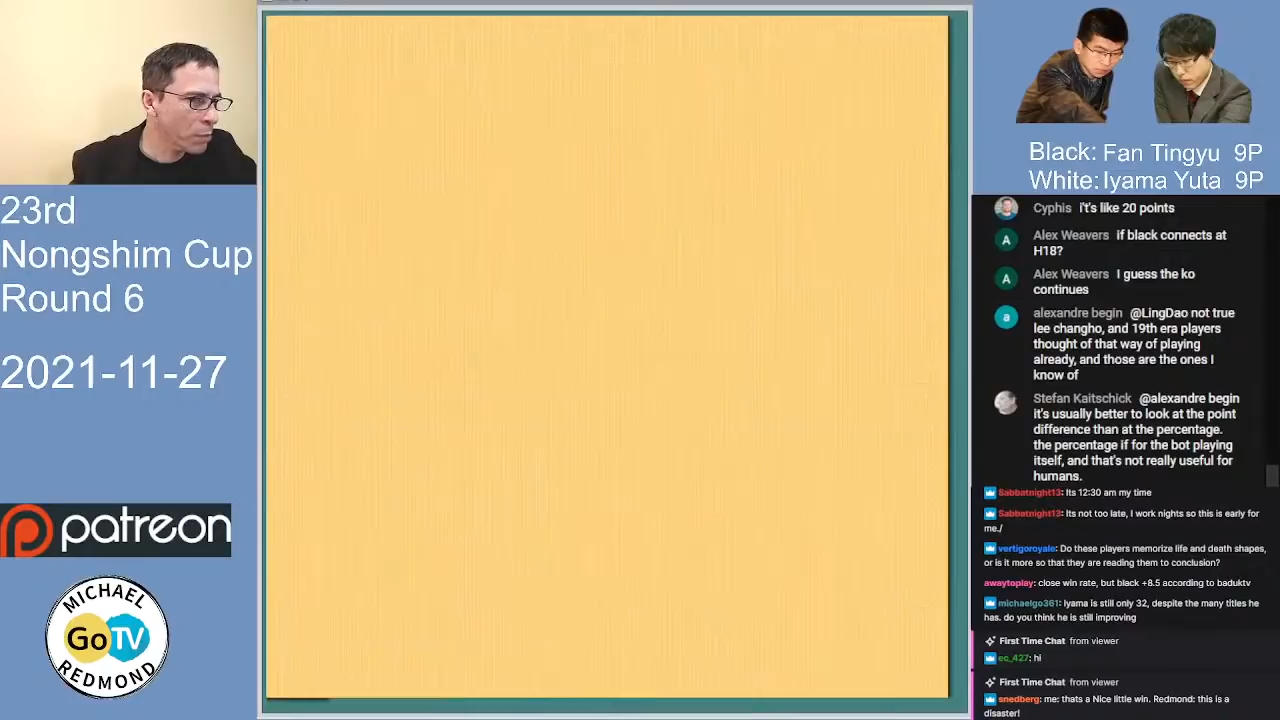 23rd
Nongshim Cup
Round 6
2021-11-27
patreon
MICHAEL
GoTV
REDMOND
Black: Fan Tingyu 9P
White: Iyama Yuta 9P
Cyphis i't's like 20 points
A
Alex Weavers if black connects at
H18?
A
Alex Weavers I guess the ko
continues
a
alexandre begin @LingDao not true
lee changho, and 19th era players
thought of that way of playing
already, and those are the ones I
know of
Stefan Kaitschick @alexandre begin
it's usually better to look at the point
difference than at the percentage.
the percentage if for the bot playing
itself, and that's not really useful for
humans.
Sabbatnight13: Its 12:30 am my time
Sabbatnight13: Its not too late, I work nights so this is early for
me./
vertigoroyale: Do these players memorize life and death shapes,
or is it more so that they are reading them to conclusion?
awaytoplay: close win rate, but black +8.5 according to baduktv
michaelgo361: Iyama is still only 32, despite the many titles he
has. do you think he is still improving
First Time Chat from viewer
ec_427: hi
First Time Chat from viewer
snedberg: me: thats a Nice little win. Redmond: this is a
disaster!